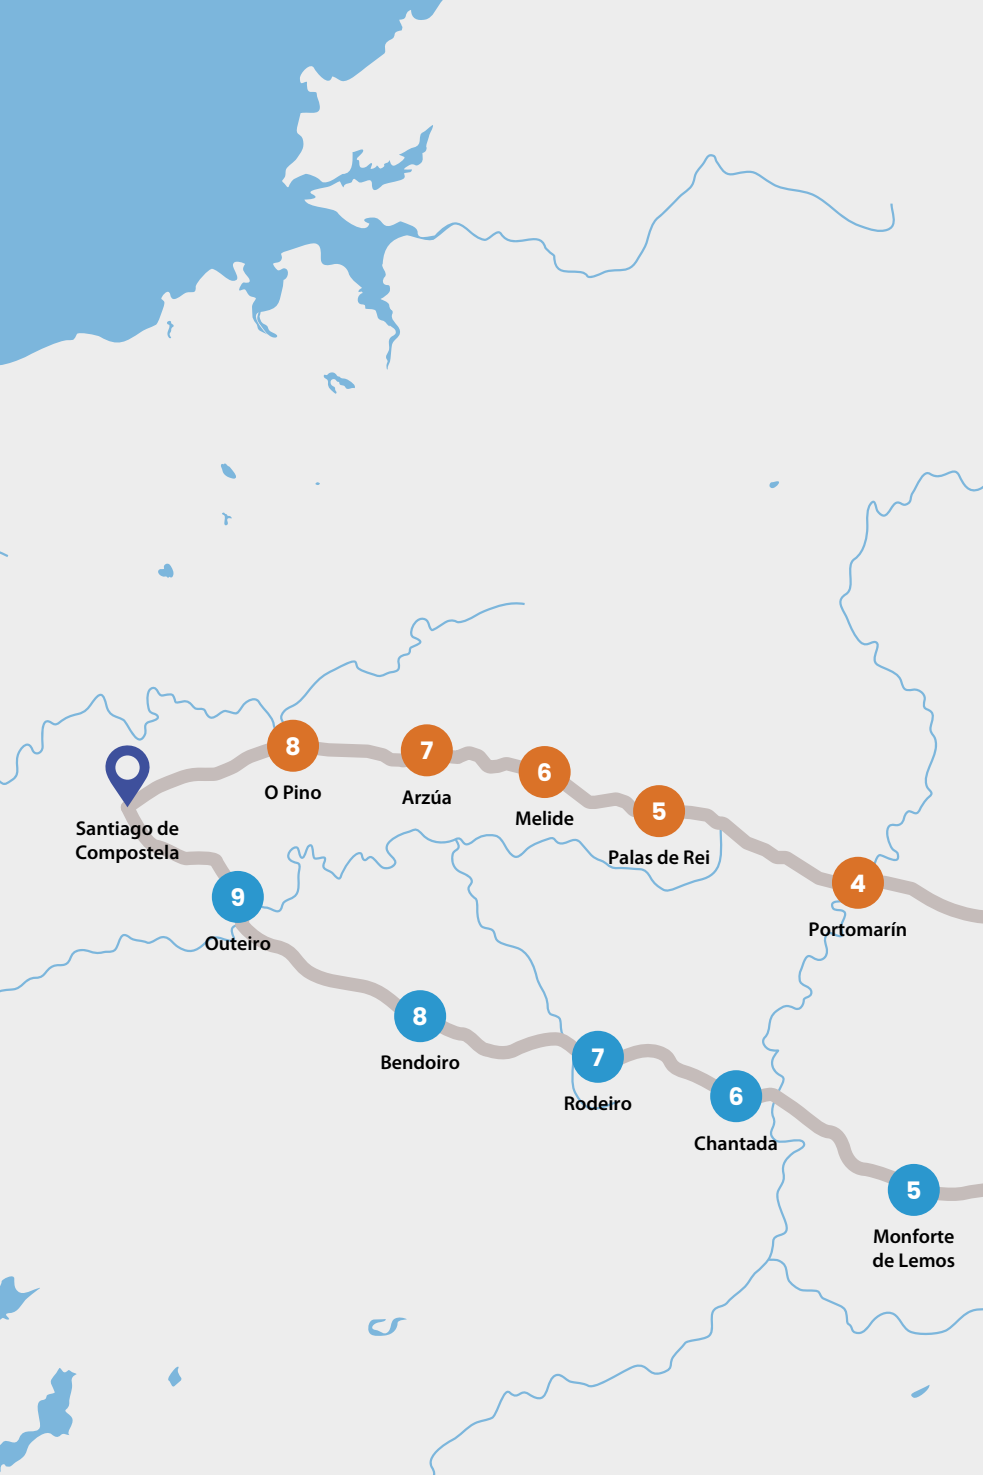 8
O Pino
7
Arzúa
6
Melide
5
Palas de Rei
4
Portomarín
Santiago de
Compostela
9
Outeiro
8
Bendoiro
7
Rodeiro
6
Chantada
5
Monforte
de Lemos